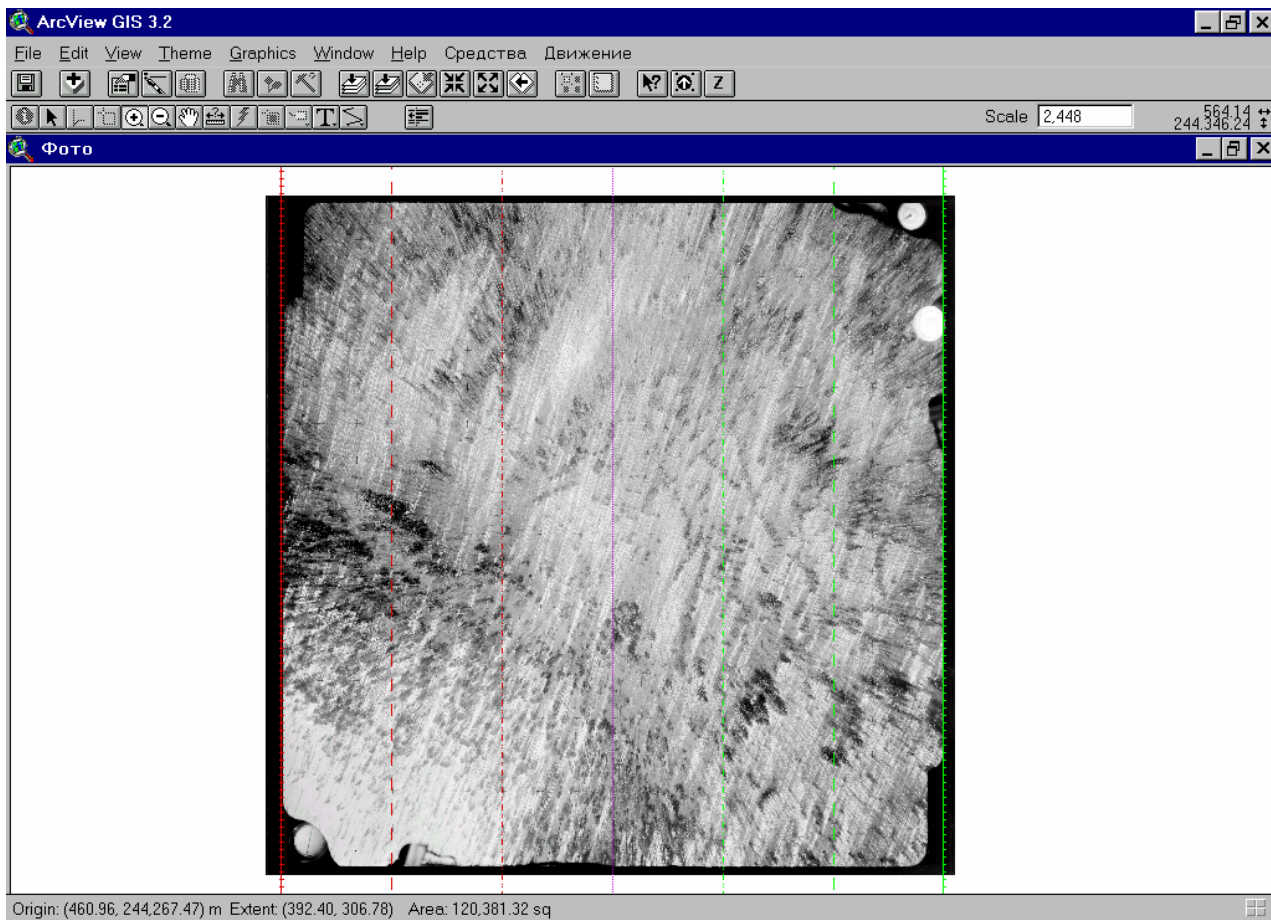 ArcView GIS 3.2
File Edit View Theme Graphics Window Help Средства Движение
Z
T
Scale 2,448
564.14
244,346.24
Фото
Origin: (460.96, 244,267.47) m Extent: (392.40, 306.78) Area: 120,381.32 sq